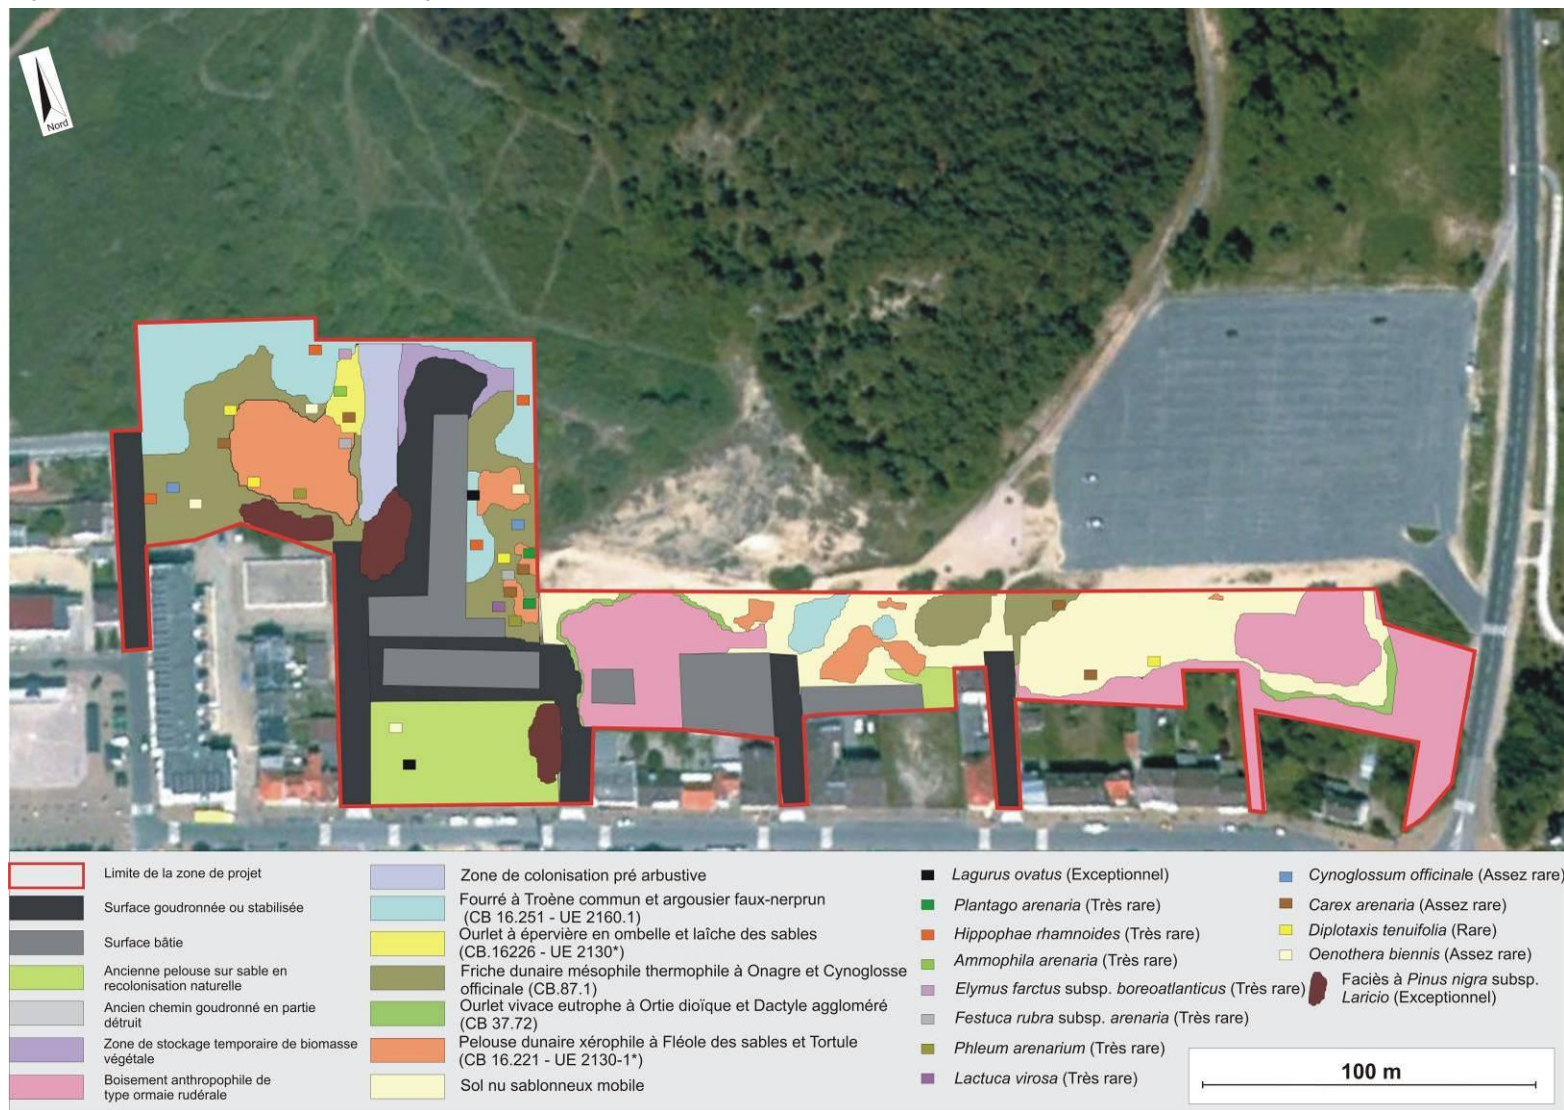 Nord
Limite de la zone de projet
Surface goudronnée ou stabilisée
Surface bâtie
Ancienne pelouse sur sable en
recolonisation naturelle
Ancien chemin goudronné en partie
détruit
Zone de stockage temporaire de biomasse
végétale
Boisement anthropophile de
type ormaie rudérale
Zone de colonisation pré arbustive
Fourré à Troène commun et argousier faux-nerprun
(CB 16.251 - UE 2160.1)
Ourlet à épervière en ombelle et laîche des sables
(CB.16226 - UE 2130*)
Friche dunaire mésophile thermophile à Onagre et Cynoglosse
officinale (CB.87.1)
Ourlet vivace eutrophe à Ortie dioïque et Dactyle aggloméré
(CB 37.72)
Pelouse dunaire xérophile à Fléole des sables et Tortule
(CB 16.221 - UE 2130-1*)
Sol nu sablonneux mobile
Lagurus ovatus (Exceptionnel)
Plantago arenaria (Très rare)
Hippophae rhamnoides (Très rare)
Ammophila arenaria (Très rare)
Elymus farctus subsp. boreoatlanticus (Très rare)
Festuca rubra subsp. arenaria (Très rare)
Phleum arenarium (Très rare)
Lactuca virosa (Très rare)
Cynoglossum officinale (Assez rare)
Carex arenaria (Assez rare)
Diplotaxis tenuifolia (Rare)
Oenothera biennis (Assez rare)
Faciès à Pinus nigra subsp.
Laricio (Exceptionnel)
100 m